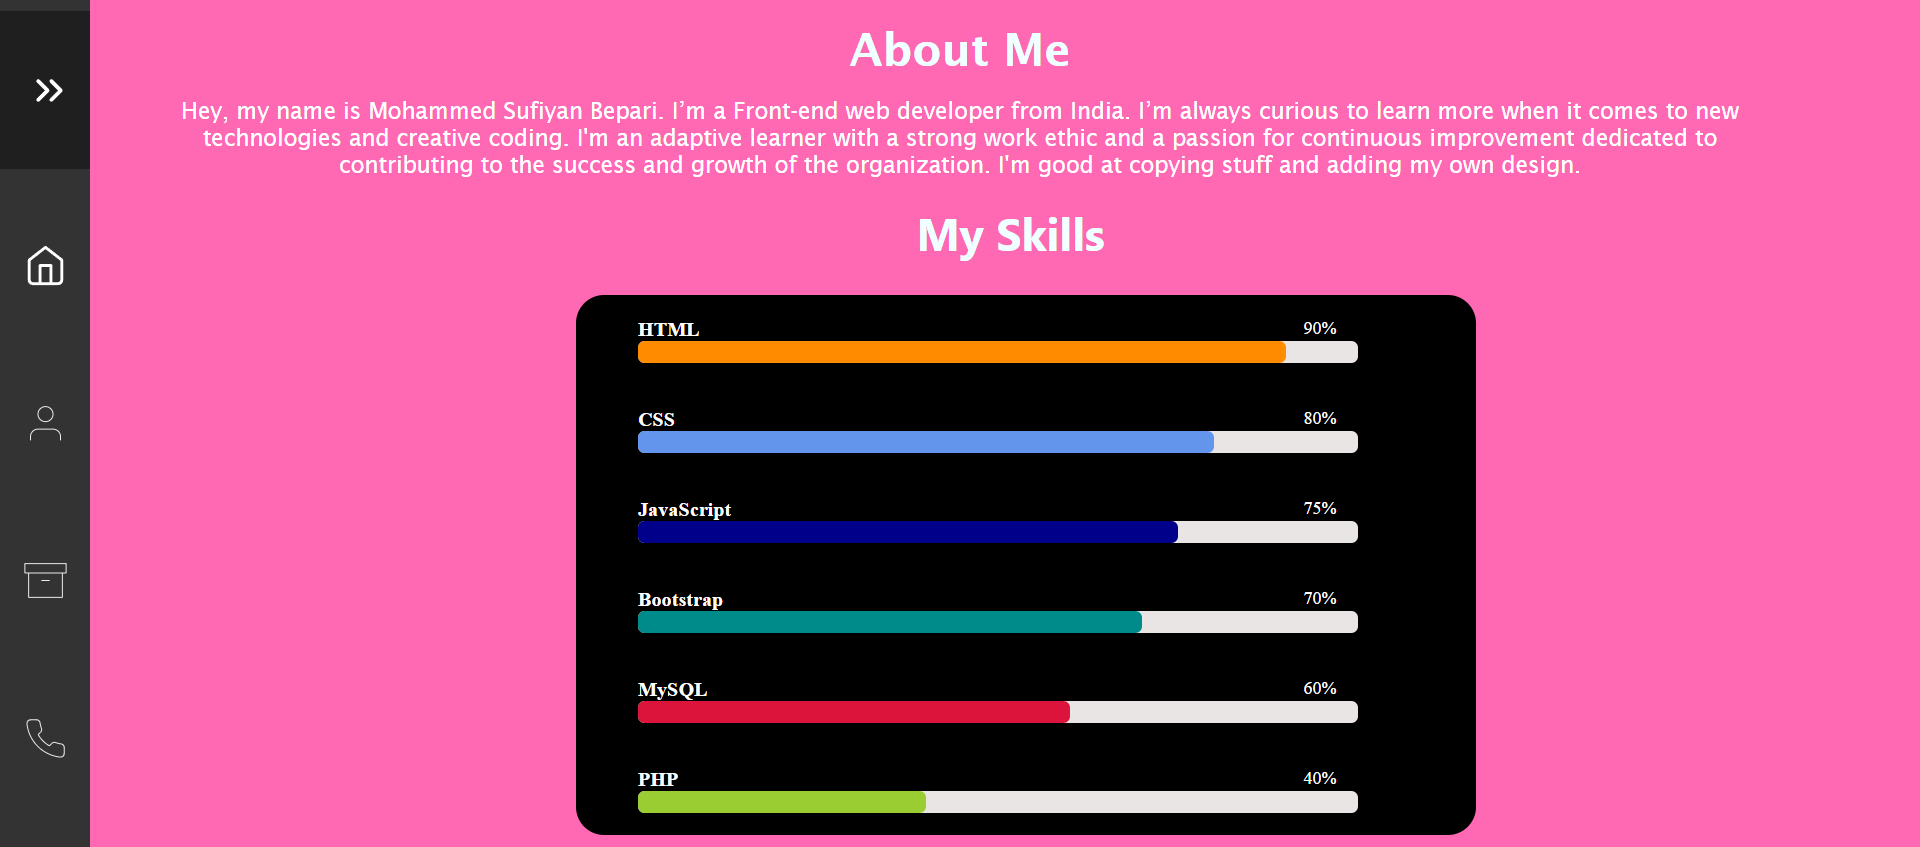 About Me
Hey, my name is Mohammed Sufiyan Bepari. I’m a Front-end web developer from India. I’m always curious to learn more when it comes to new
technologies and creative coding. I'm an adaptive learner with a strong work ethic and a passion for continuous improvement dedicated to
contributing to the success and growth of the organization. I'm good at copying stuff and adding my own design.
My Skills
HTML 90%
CSS 80%
JavaScript 75%
Bootstrap 70%
MySQL 60%
PHP 40%